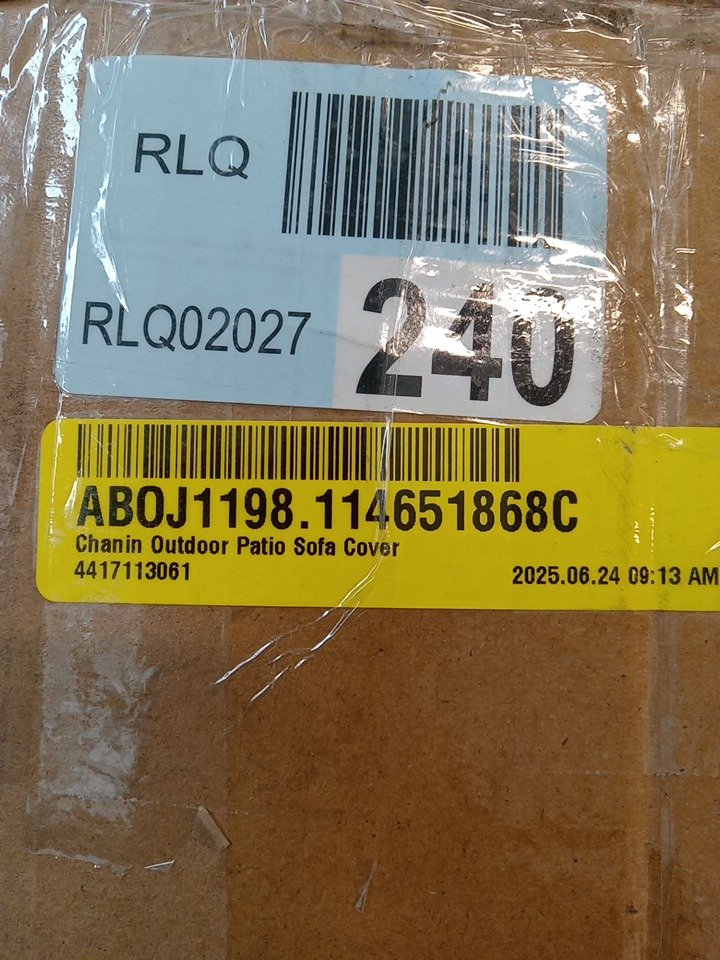 RLQ
RLQ02027
240
ABOJ1198.114651868C
Chanin Outdoor Patio Sofa Cover
4417113061
2025.06.24 09:13 AM